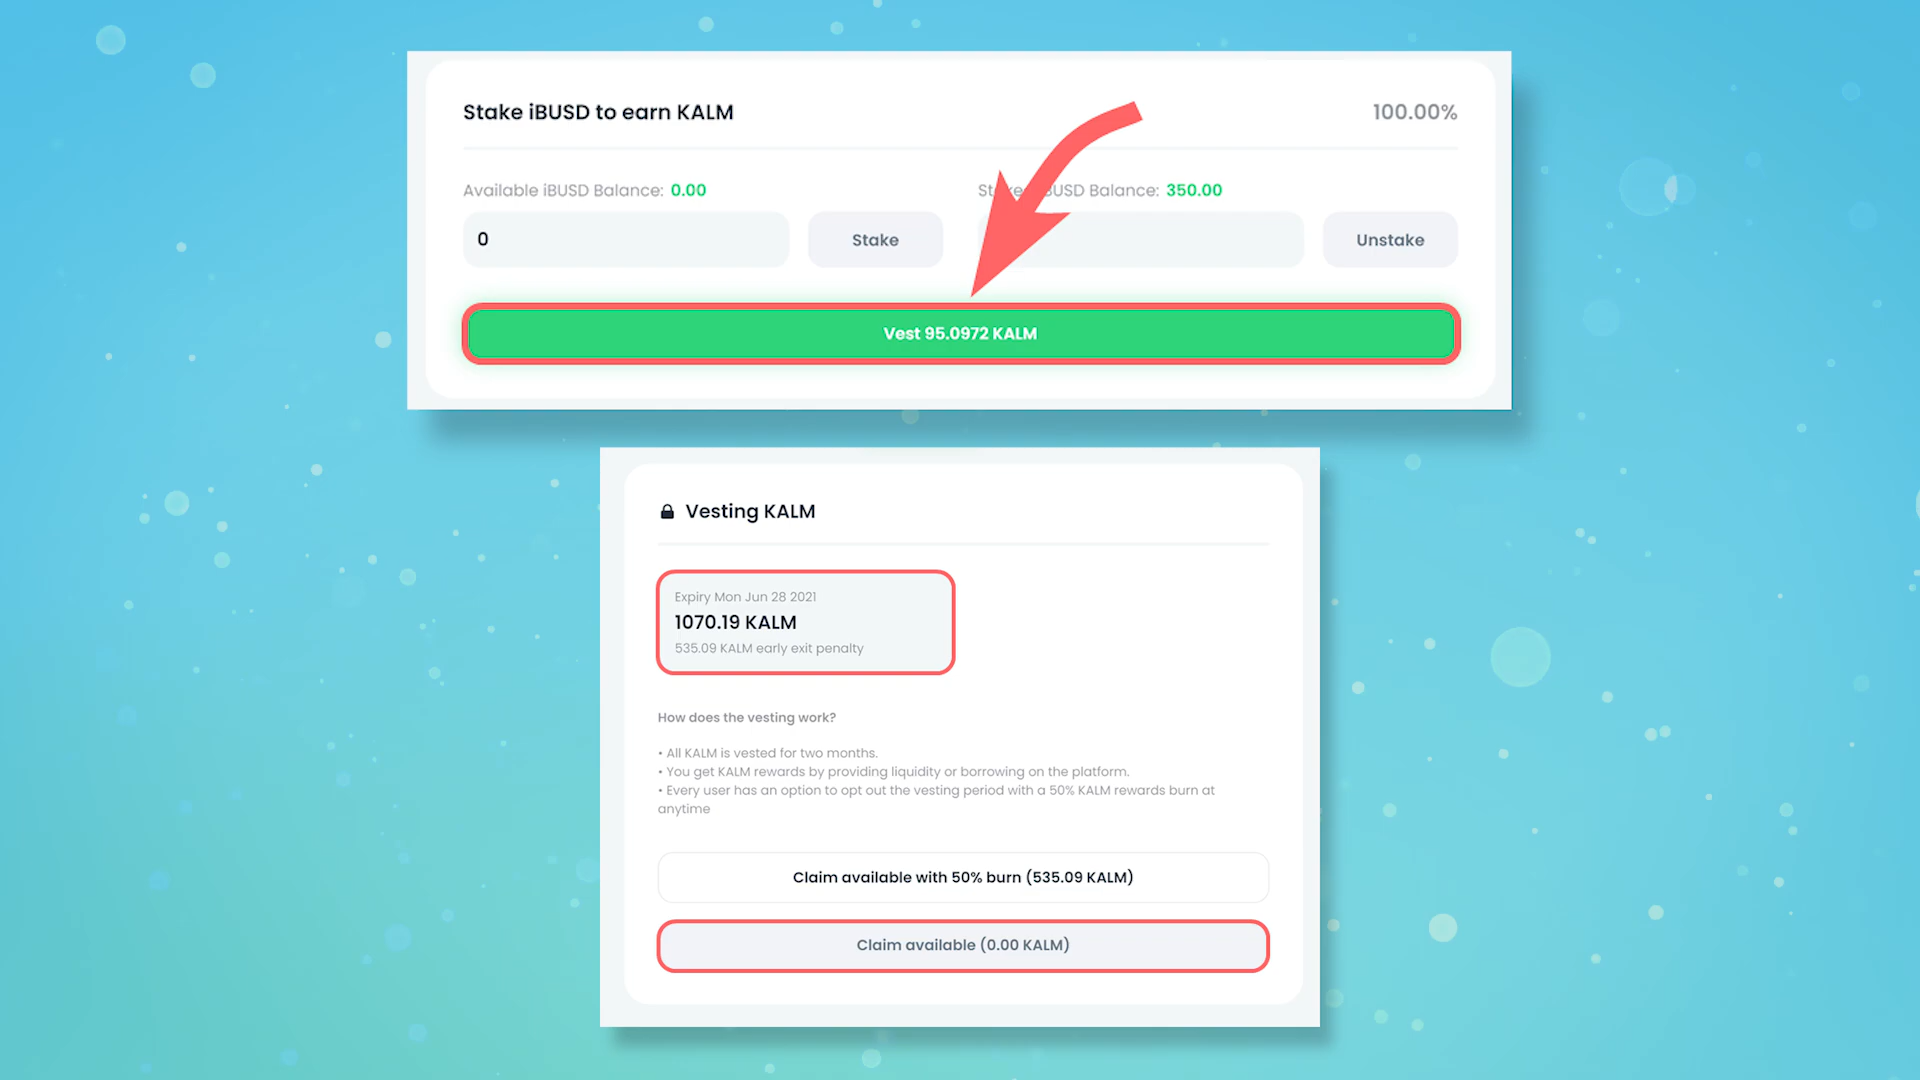 Stake iBUSD to earn KALM
100.00%
Available iBUSD Balance: 0.00
BUSD Balance: 350.00
0
Stake
Unstake
Vest 95.0972 KALM
Vesting KALM
Expiry Mon Jun 28 2021
1070.19 KALM
535.09 KALM early exit penalty
How does the vesting work?
• All KALM is vested for two months.
• You get KALM rewards by providing liquidity or borrowing on the platform.
• Every user has an option to opt out the vesting period with a 50% KALM rewards burn at
anytime
Claim available with 50% burn (535.09 KALM)
Claim available (0.00 KALM)